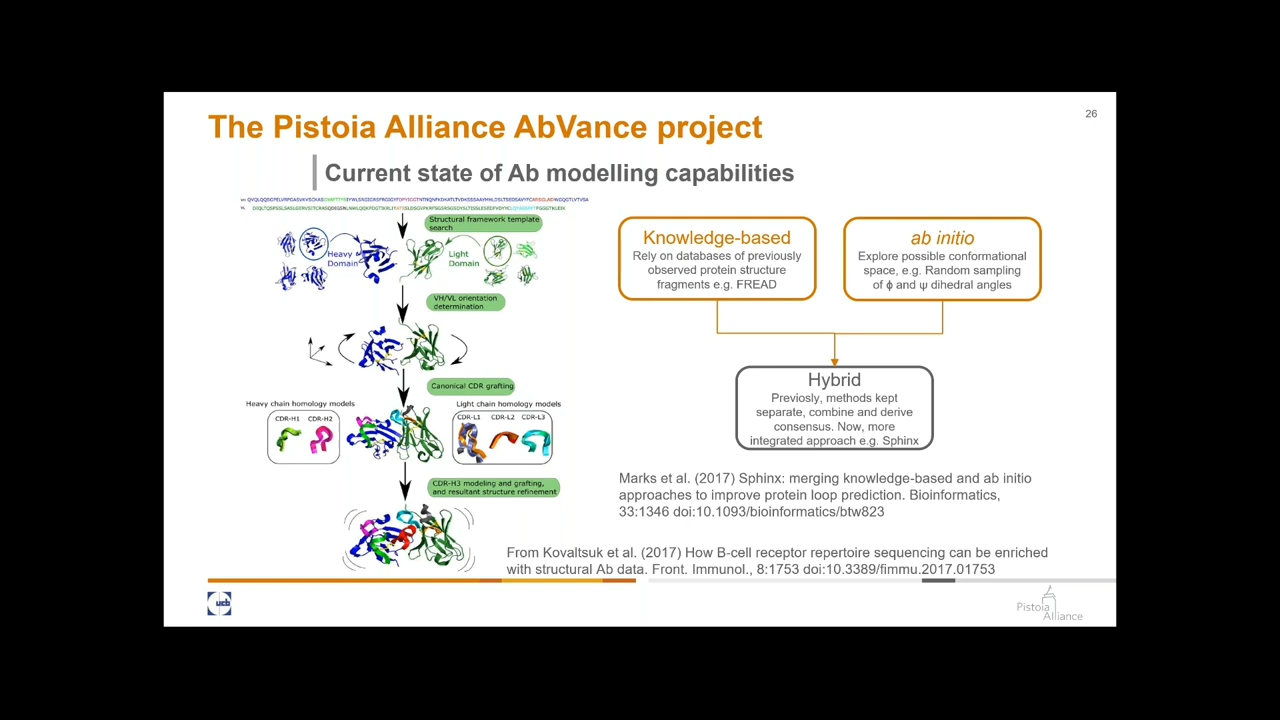 26
The Pistoia Alliance AbVance project
Current state of Ab modelling capabilities
Structural framework template
search
Heavy
Domain
Light
Domain
VH/VL orientation
determination
Canonical CDR grafting
Heavy chain homology models
Light chain homology models
CDR-H1 CDR-H2
CDR-L1 CDR-L2 CDR-L3
CDR-H3 modeling and grafting,
and resultant structure refinement
Knowledge-based
Rely on databases of previously
observed protein structure
fragments e.g. FREAD
ab initio
Explore possible conformational
space, e.g. Random sampling
of ϕ and ψ dihedral angles
Hybrid
Previosly, methods kept
separate, combine and derive
consensus. Now, more
integrated approach e.g. Sphinx
Marks et al. (2017) Sphinx: merging knowledge-based and ab initio
approaches to improve protein loop prediction. Bioinformatics,
33:1346 doi:10.1093/bioinformatics/btw823
From Kovaltsuk et al. (2017) How B-cell receptor repertoire sequencing can be enriched
with structural Ab data. Front. Immunol., 8:1753 doi:10.3389/fimmu.2017.01753
ucb
Pistoia
Alliance